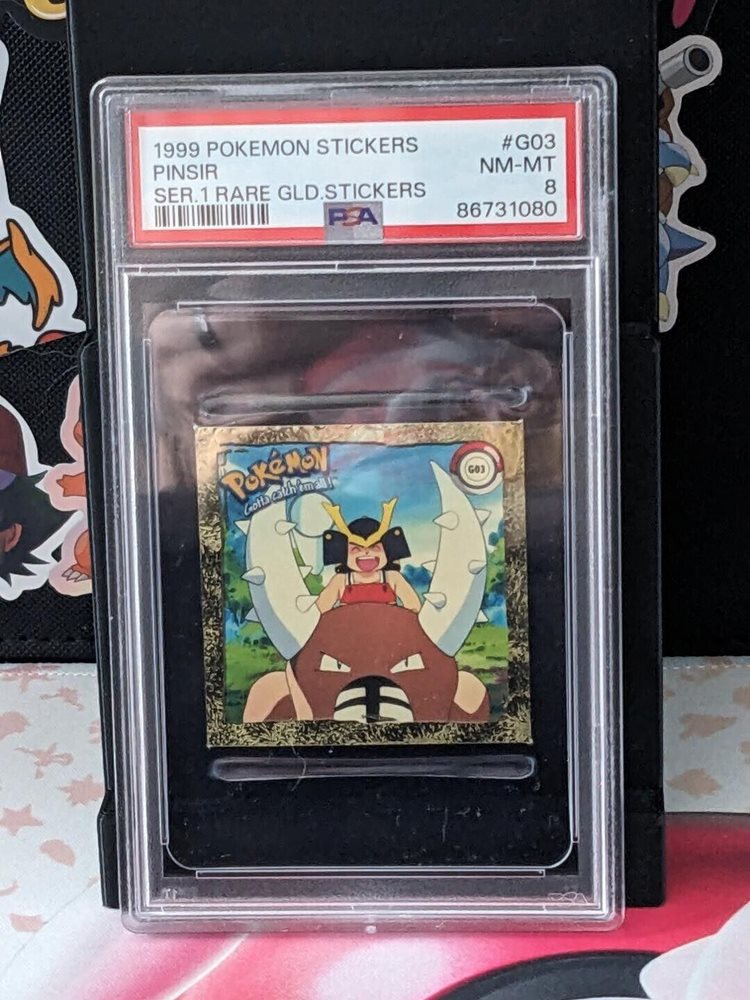 1999 POKEMON STICKERS #G03
PINSIR NM-MT
SER.1 RARE GLD.STICKERS 8
PSA 86731080
POKéMON
Gotta catch 'em all!
G03